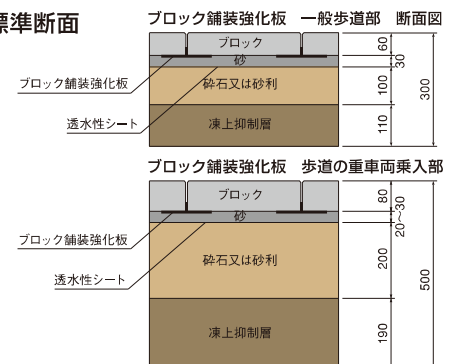 標準断面
ブロック舗装強化板 一般歩道部 断面図
ブロック
砂
ブロック舗装強化板
砕石又は砂利
透水性シート
凍上抑制層
60
30
100
110
300
ブロック舗装強化板 歩道の重車両乗入部
ブロック
砂
ブロック舗装強化板
砕石又は砂利
透水性シート
凍上抑制層
80
20～30
200
190
500